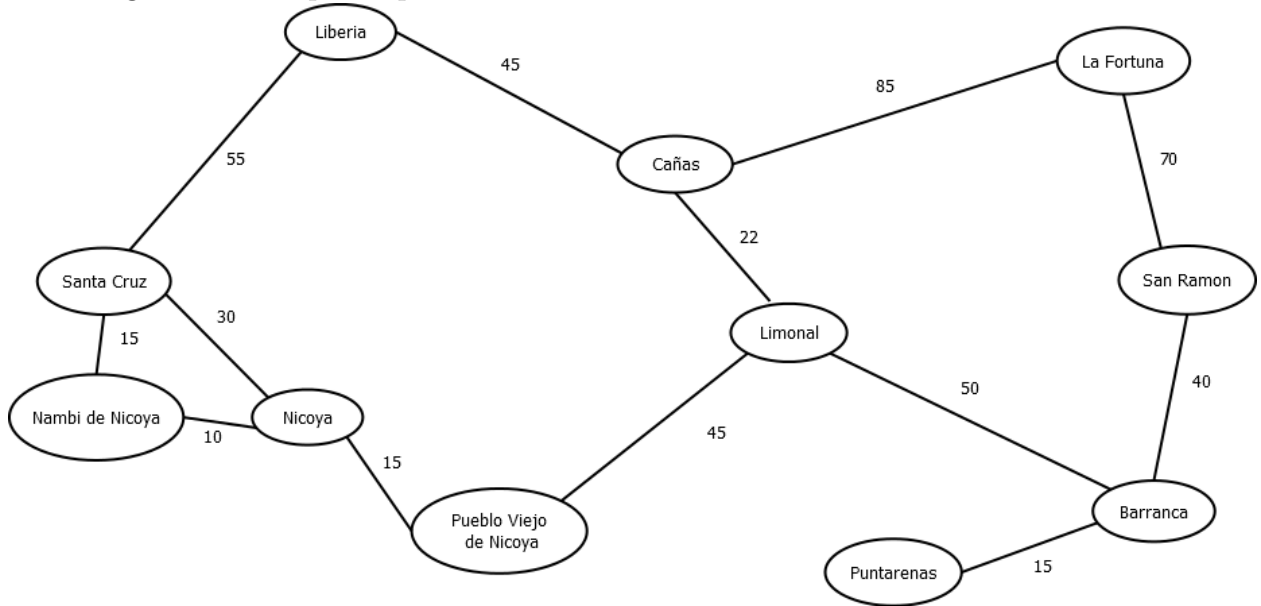 Liberia
La Fortuna
45
85
55
Cañas
70
22
Santa Cruz
San Ramon
30
15
Limonal
Nambi de Nicoya
Nicoya
10
50
40
45
15
Pueblo Viejo
de Nicoya
Barranca
Puntarenas
15